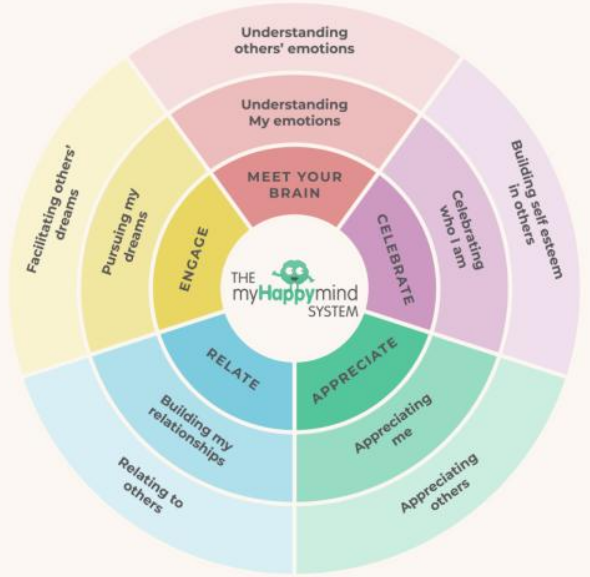 Understanding
others' emotions
Understanding
My emotions
MEET YOUR
BRAIN
Building self esteem
in others
Celebrating
who I am
CELEBRATE
Appreciating
others
Appreciating
me
APPRECIATE
Relating to
others
Building my
relationships
RELATE
Facilitating others'
dreams
Pursuing my
dreams
ENGAGE
THE
myHappymind
SYSTEM